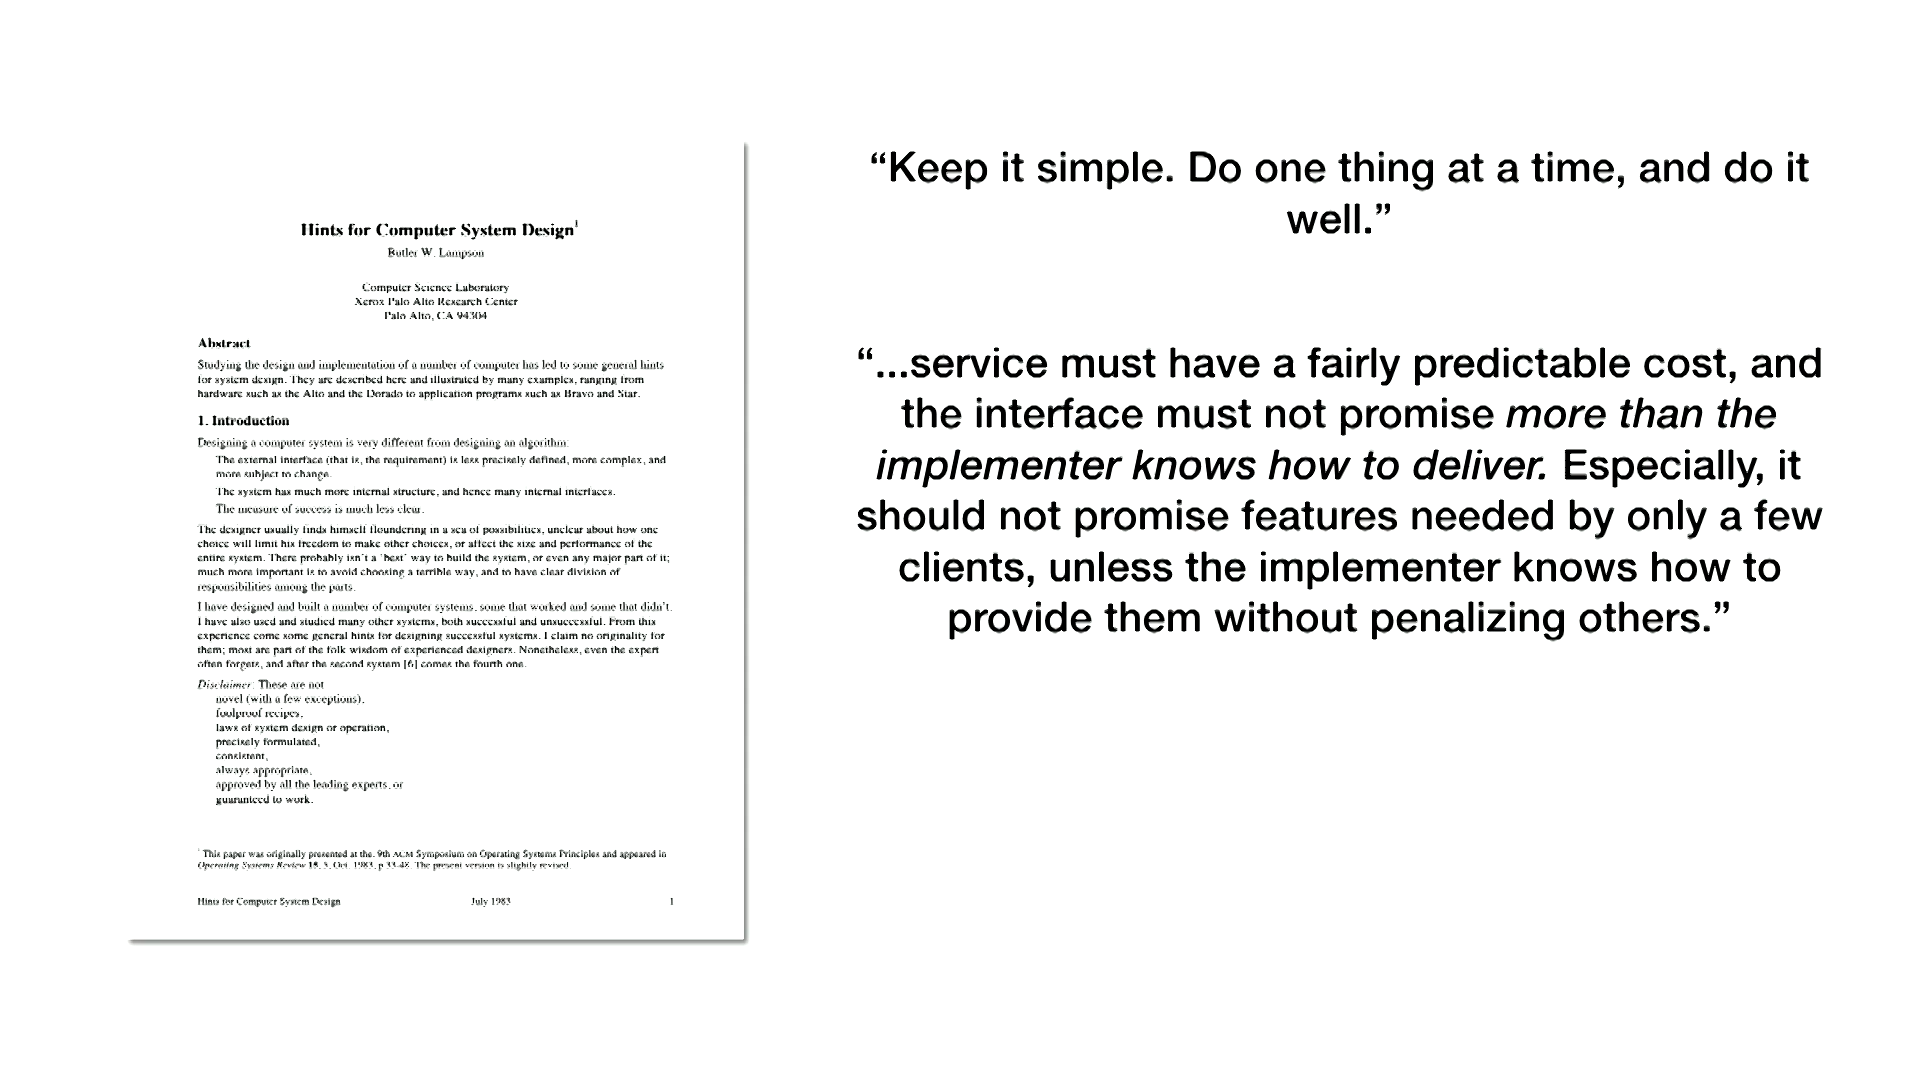 Hints for Computer System Design1
Butler W. Lampson
Computer Science Laboratory
Xerox Palo Alto Research Center
Palo Alto, CA 94304
Abstract
Studying the design and implementation of a number of computer has led to some general hints
for system design. They are described here and illustrated by many examples, ranging from
hardware such as the Alto and the Dorado to application programs such as Bravo and Star.
1. Introduction
Designing a computer system is very different from designing an algorithm:
The external interface (that is, the requirement) is less precisely defined, more complex, and
more subject to change.
The system has much more internal structure, and hence many internal interfaces.
The measure of success is much less clear.
The designer usually finds himself floundering in a sea of possibilities, unclear about how one
choice will limit his freedom to make other choices, or affect the size and performance of the
entire system. There probably isn't a 'best' way to build the system, or even any major part of it;
much more important is to avoid choosing a terrible way, and to have clear division of
responsibilities among the parts.
I have designed and built a number of computer systems, some that worked and some that didn't.
I have also used and studied many other systems, both successful and unsuccessful. From this
experience come some general hints for designing successful systems. I claim no originality for
them; most are part of the folk wisdom of experienced designers. Nonetheless, even the expert
often forgets, and after the second system [6] comes the fourth one.
Disclaimer: These are not
novel (with a few exceptions),
foolproof recipes,
laws of system design or operation,
precisely formulated,
consistent,
always appropriate,
approved by all the leading experts, or
guaranteed to work.
1 This paper was originally presented at the. 9th ACM Symposium on Operating Systems Principles and appeared in
Operating Systems Review 15, 5, Oct. 1983, p 33-48. The present version is slightly revised.
Hints for Computer System Design July 1983 1
“Keep it simple. Do one thing at a time, and do it
well.”
“...service must have a fairly predictable cost, and
the interface must not promise more than the
implementer knows how to deliver. Especially, it
should not promise features needed by only a few
clients, unless the implementer knows how to
provide them without penalizing others.”